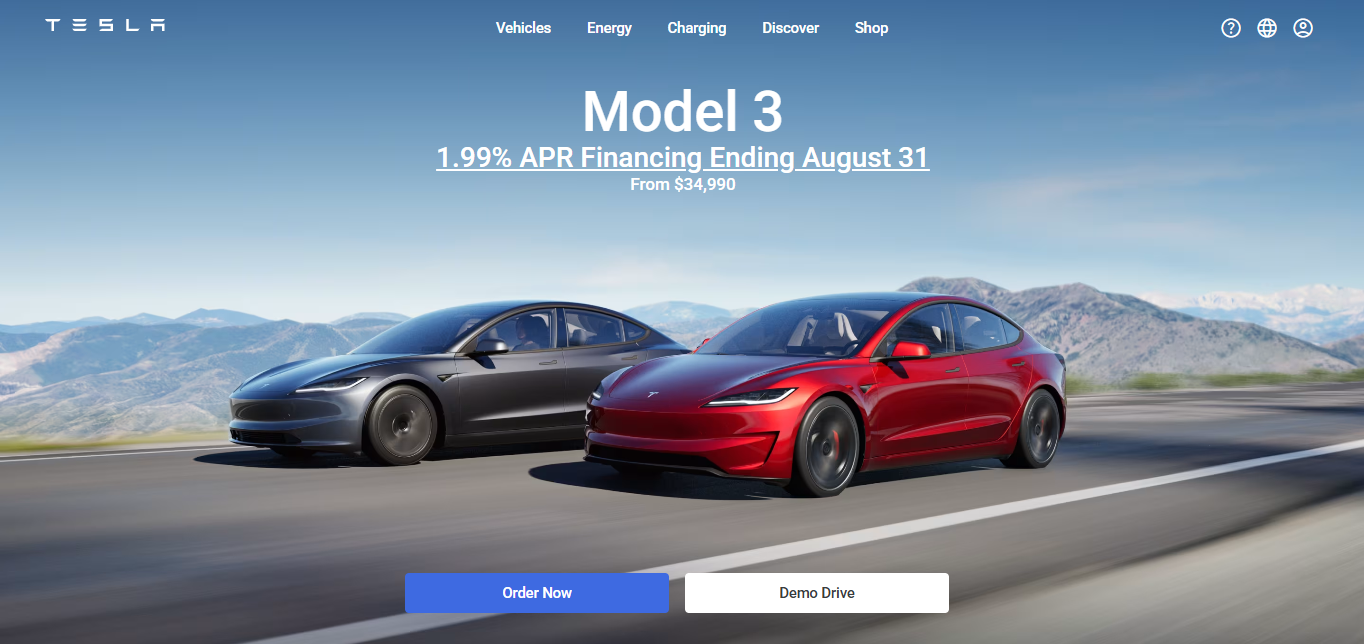 TESLA
Vehicles Energy Charging Discover Shop
Model 3
1.99% APR Financing Ending August 31
From $34,990
Order Now Demo Drive